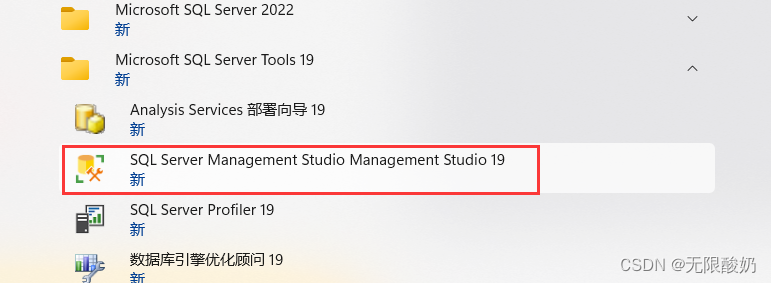 Microsoft SQL Server 2022
新
Microsoft SQL Server Tools 19
新
Analysis Services 部署向导 19
新
SQL Server Management Studio Management Studio 19
新
SQL Server Profiler 19
新
数据库引擎优化顾问 19
新
CSDN @无限酸奶